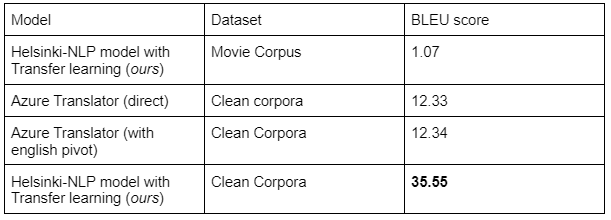 Model Dataset BLEU score
Helsinki-NLP model with Movie Corpus 1.07
Transfer learning (ours)
Azure Translator (direct) Clean corpora 12.33
Azure Translator (with Clean Corpora 12.34
english pivot)
Helsinki-NLP model with Clean Corpora 35.55
Transfer learning (ours)